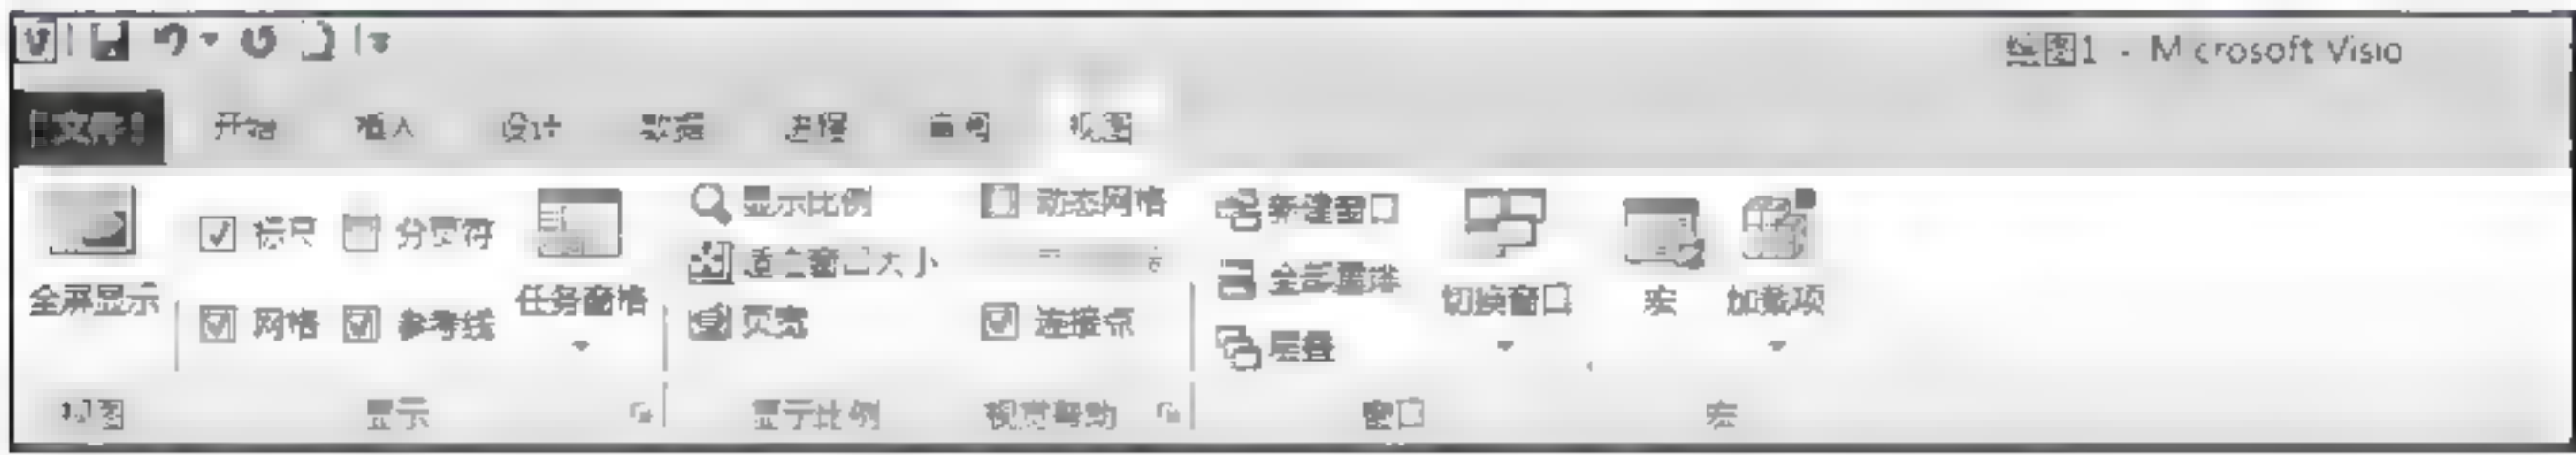 绘图1 - Microsoft Visio
文件 开始 插入 设计 数据 进程 审阅 视图
显示比例 动态网格 新建窗口
标尺 分页符
适合窗口大小 全部重排
全屏显示 任务窗格 切换窗口 宏 加载项
网格 参考线 页宽 连接点
层叠
视图 显示 显示比例 视觉帮助 窗口 宏